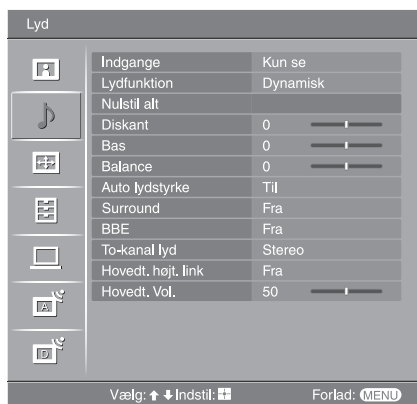 Lyd
Indgange Kun se
Lydfunktion Dynamisk
Nulstil alt
Diskant 0
Bas 0
Balance 0
Auto lydstyrke Til
Surround Fra
BBE Fra
To-kanal lyd Stereo
Hovedt. højt. link Fra
Hovedt. Vol. 50
A
D
Vælg: Indstil: Forlad: MENU